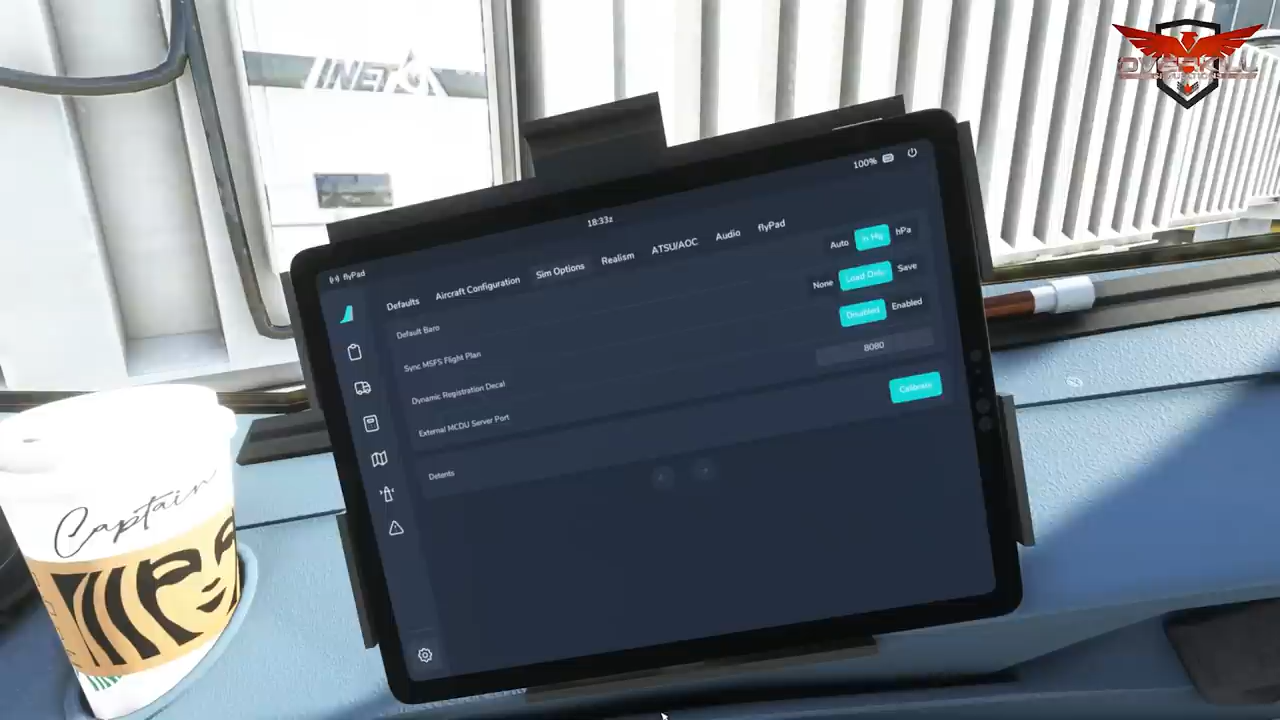 OVERKILL
SIMULATIONS
100%
18:33z
flyPad
Defaults Aircraft Configuration Sim Options Realism ATSU/AOC Audio flyPad
Default Baro Auto In Hg hPa
Sync MSFS Flight Plan None Load Only Save
Dynamic Registration Decal Disabled Enabled
External MCDU Server Port 8080
Detents Calibrate
Captain